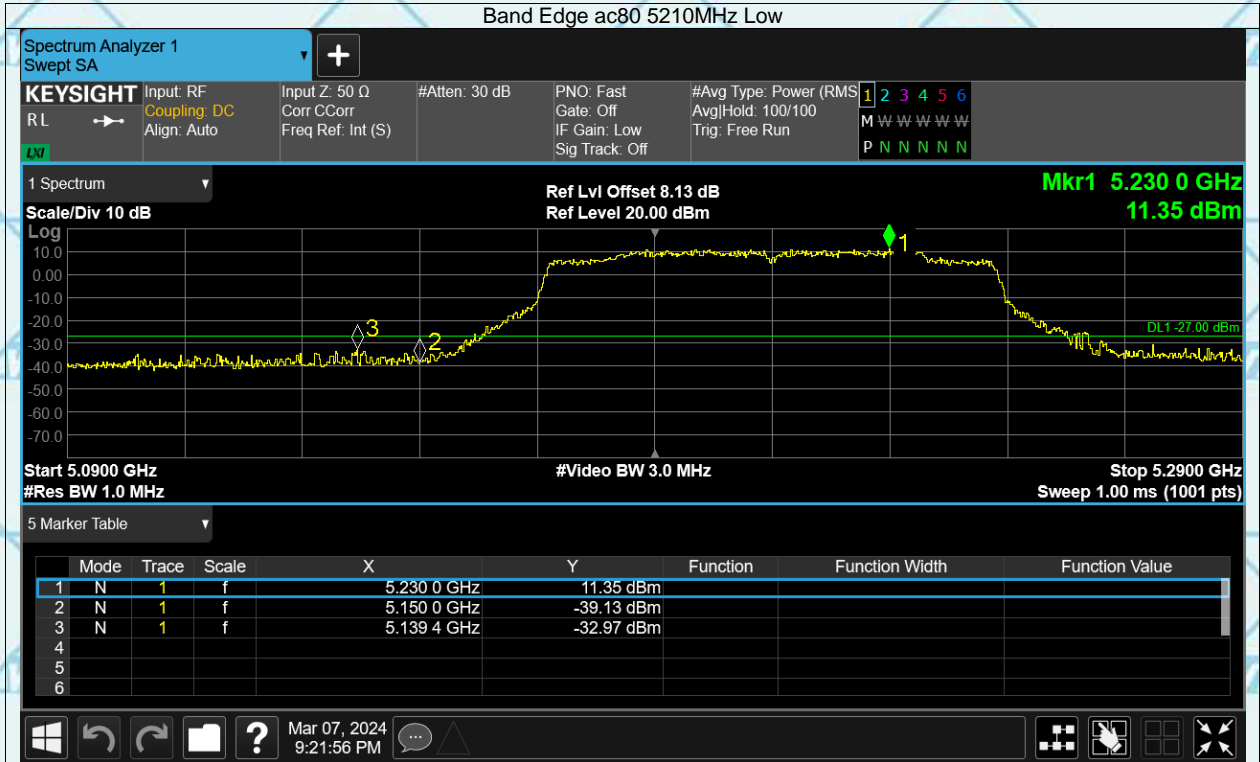 Band Edge ac80 5210MHz Low
Spectrum Analyzer 1
Swept SA
KEYSIGHT
R L
LXI
Input: RF
Coupling: DC
Align: Auto
Input Z: 50 Ω
Corr CCorr
Freq Ref: Int (S)
#Atten: 30 dB
PNO: Fast
Gate: Off
IF Gain: Low
Sig Track: Off
#Avg Type: Power (RMS
Avg|Hold: 100/100
Trig: Free Run
1 2 3 4 5 6
M W W W W W
P N N N N N
1 Spectrum
Scale/Div 10 dB
Ref Lvl Offset 8.13 dB
Ref Level 20.00 dBm
Mkr1 5.230 0 GHz
11.35 dBm
Log
10.0
0.00
-10.0
-20.0
-30.0
-40.0
-50.0
-60.0
-70.0
1
3
2
DL1 -27.00 dBm
Start 5.0900 GHz
#Res BW 1.0 MHz
#Video BW 3.0 MHz
Stop 5.2900 GHz
Sweep 1.00 ms (1001 pts)
5 Marker Table
Mode Trace Scale X Y Function Function Width Function Value
1 N 1 f 5.230 0 GHz 11.35 dBm
2 N 1 f 5.150 0 GHz -39.13 dBm
3 N 1 f 5.139 4 GHz -32.97 dBm
4
5
6
?
Mar 07, 2024
9:21:56 PM